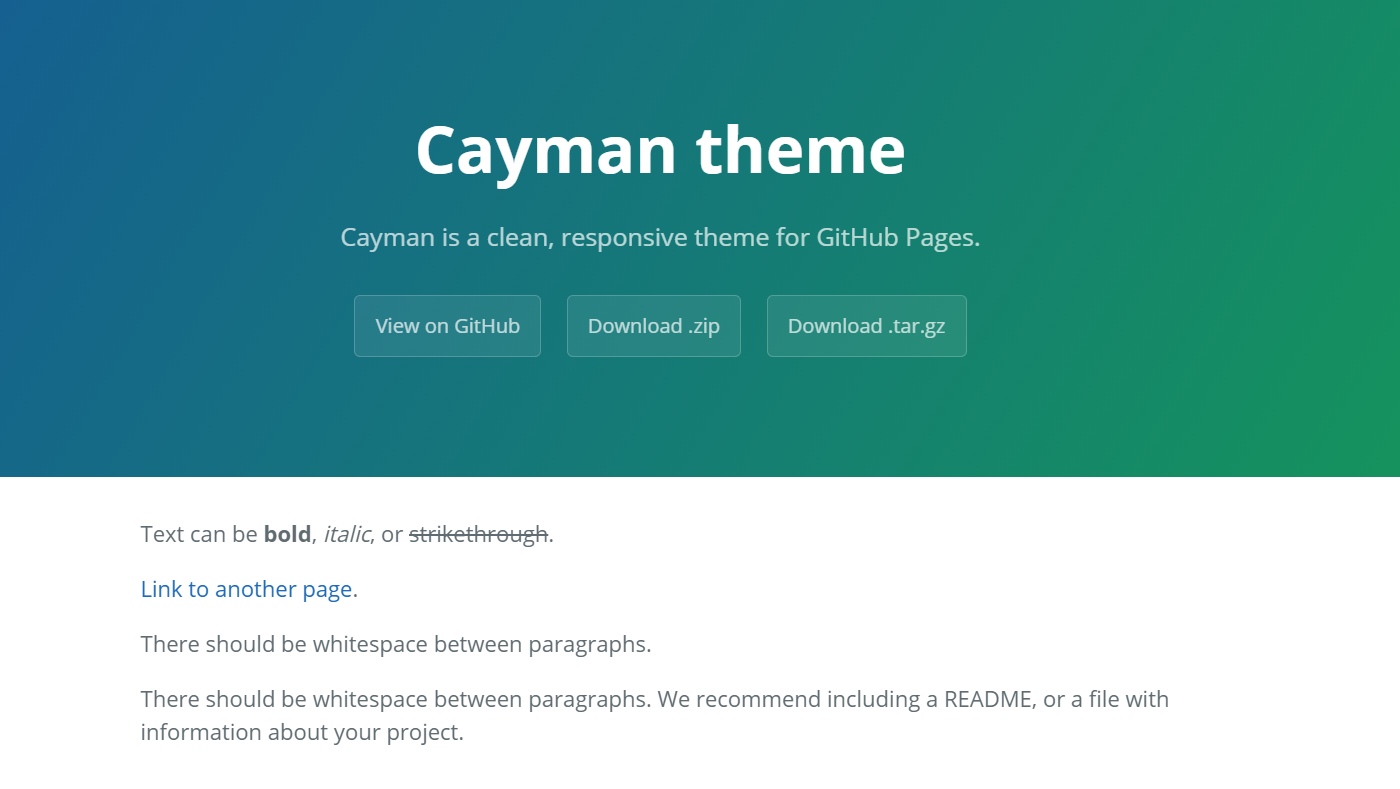 Cayman theme
Cayman is a clean, responsive theme for GitHub Pages.
View on GitHub Download .zip Download .tar.gz
Text can be bold, italic, or strikethrough.
Link to another page.
There should be whitespace between paragraphs.
There should be whitespace between paragraphs. We recommend including a README, or a file with
information about your project.